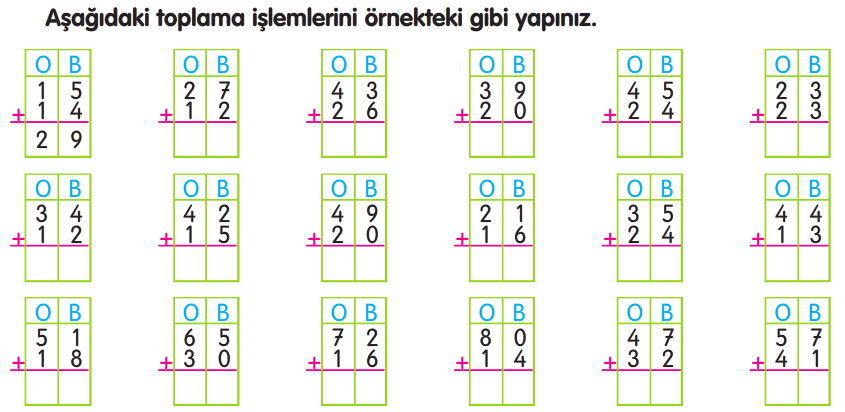 Aşağıdaki toplama işlemlerini örnekteki gibi yapınız.
O B O B O B O B O B O B
1 5 2 7 4 3 3 9 4 5 2 3
+ 1 4 + 1 2 + 2 6 + 2 0 + 2 4 + 2 3
2 9
O B O B O B O B O B O B
3 4 4 2 4 9 2 1 3 5 4 4
+ 1 2 + 1 5 + 2 0 + 1 6 + 2 4 + 1 3
O B O B O B O B O B O B
5 1 6 5 7 2 8 0 4 7 5 7
+ 1 8 + 3 0 + 1 6 + 1 4 + 3 2 + 4 1